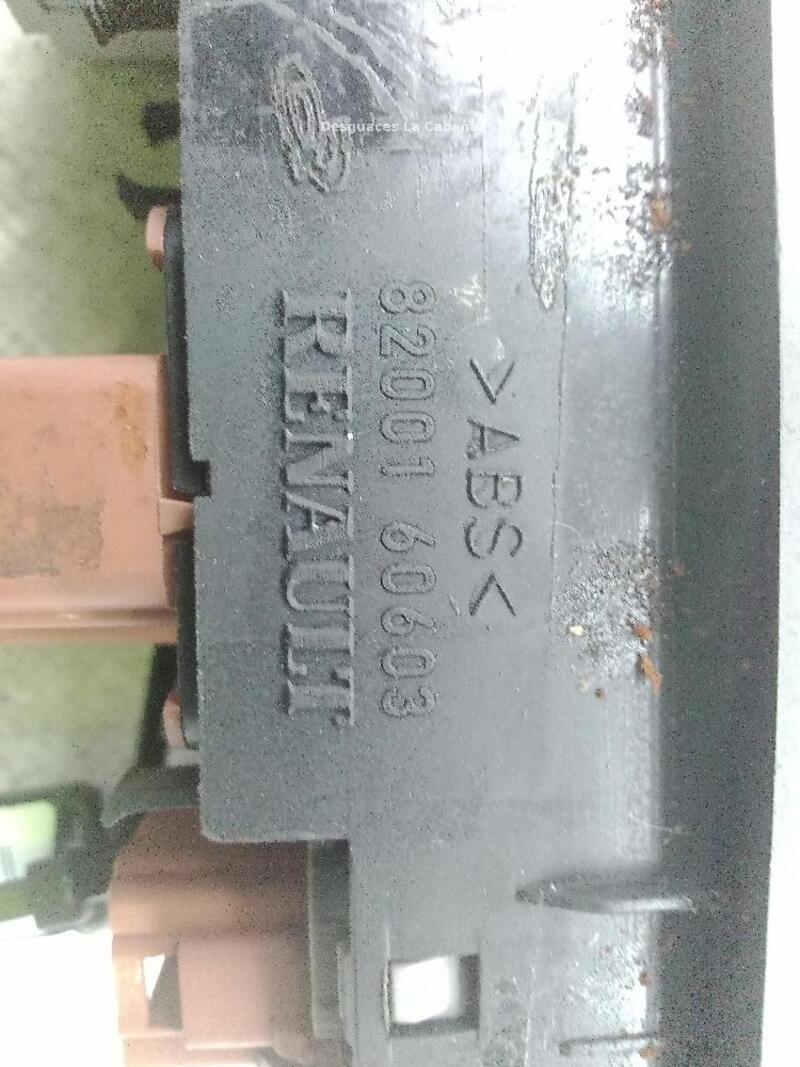 >ABS<
82001 60603
RENAULT
Desguaces La Cabaña